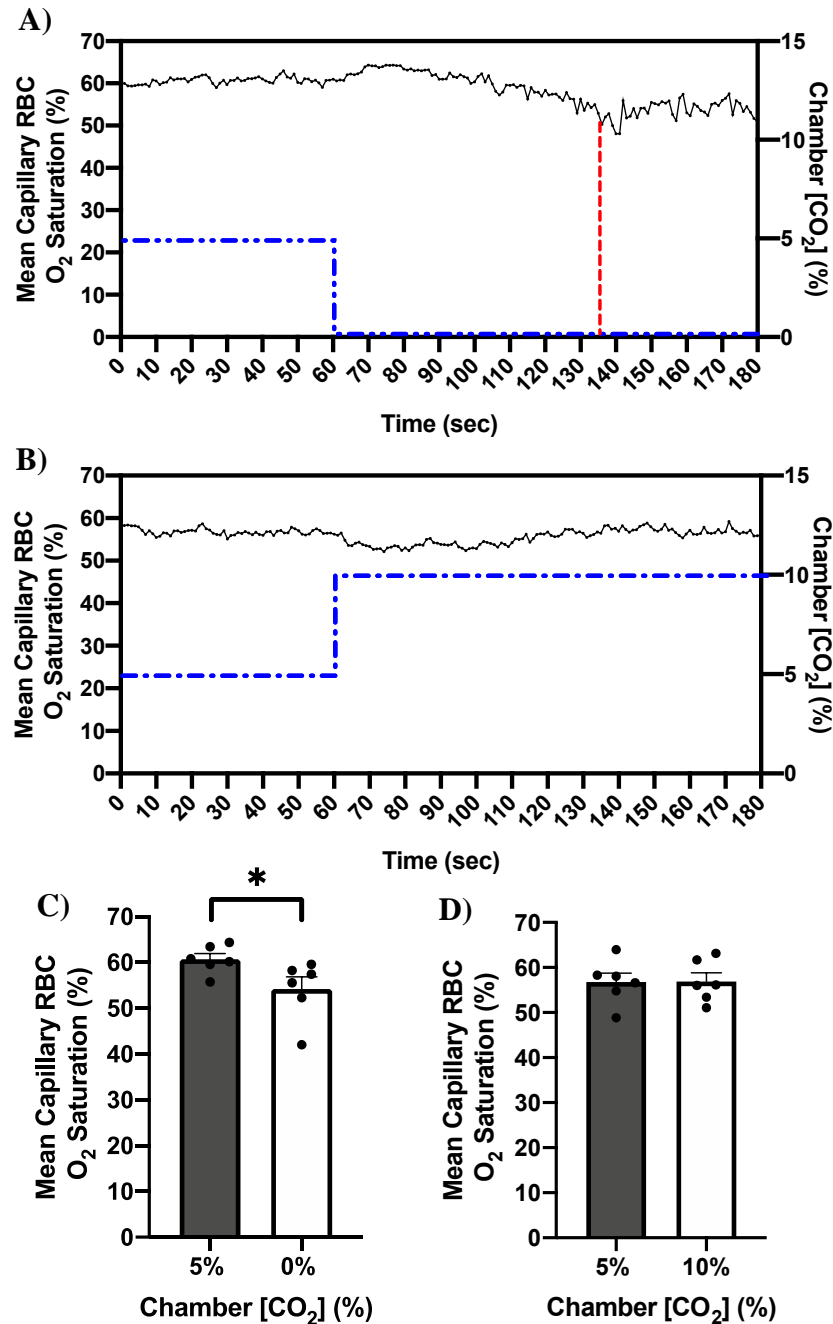 A)
70
60
50
40
30
20
10
0
Mean Capillary RBC
O2 Saturation (%)
15
10
5
0
Chamber [CO2] (%)
0 10 20 30 40 50 60 70 80 90 100 110 120 130 140 150 160 170 180
Time (sec)
B)
70
60
50
40
30
20
10
0
Mean Capillary RBC
O2 Saturation (%)
15
10
5
0
Chamber [CO2] (%)
0 10 20 30 40 50 60 70 80 90 100 110 120 130 140 150 160 170 180
Time (sec)
C)
*
70
60
50
40
30
20
10
0
Mean Capillary RBC
O2 Saturation (%)
5% 0%
Chamber [CO2] (%)
D)
70
60
50
40
30
20
10
0
Mean Capillary RBC
O2 Saturation (%)
5% 10%
Chamber [CO2] (%)